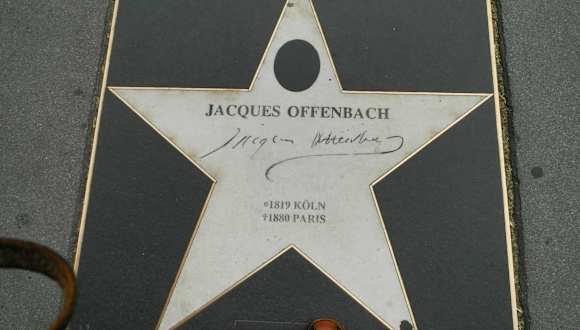 JACQUES OFFENBACH
Jacques Offenbach
*1819 KÖLN
†1880 PARIS